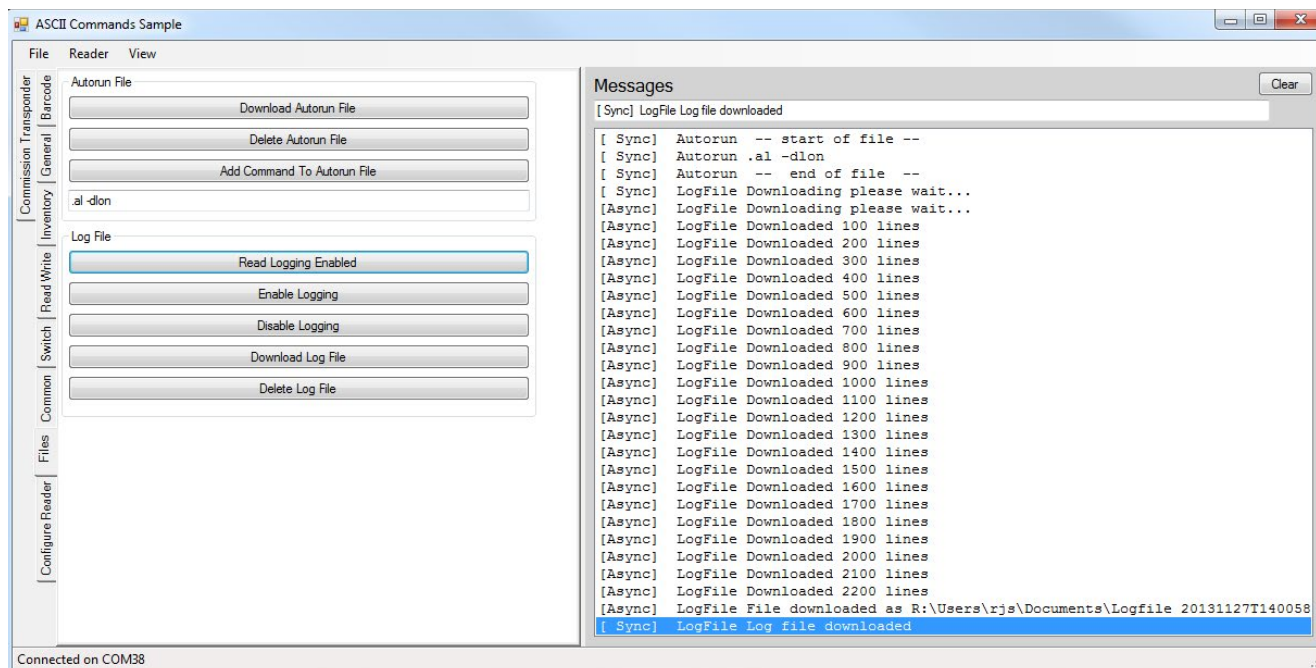 ASCII Commands Sample
File Reader View
Commission Transponder
Barcode
General
Inventory
Read Write
Switch
Common
Files
Configure Reader
Autorun File
Download Autorun File
Delete Autorun File
Add Command To Autorun File
.al -dlon
Log File
Read Logging Enabled
Enable Logging
Disable Logging
Download Log File
Delete Log File
Messages
Clear
[ Sync] LogFile Log file downloaded
[ Sync] Autorun -- start of file --
[ Sync] Autorun .al -dlon
[ Sync] Autorun -- end of file --
[ Sync] LogFile Downloading please wait...
[Async] LogFile Downloading please wait...
[Async] LogFile Downloaded 100 lines
[Async] LogFile Downloaded 200 lines
[Async] LogFile Downloaded 300 lines
[Async] LogFile Downloaded 400 lines
[Async] LogFile Downloaded 500 lines
[Async] LogFile Downloaded 600 lines
[Async] LogFile Downloaded 700 lines
[Async] LogFile Downloaded 800 lines
[Async] LogFile Downloaded 900 lines
[Async] LogFile Downloaded 1000 lines
[Async] LogFile Downloaded 1100 lines
[Async] LogFile Downloaded 1200 lines
[Async] LogFile Downloaded 1300 lines
[Async] LogFile Downloaded 1400 lines
[Async] LogFile Downloaded 1500 lines
[Async] LogFile Downloaded 1600 lines
[Async] LogFile Downloaded 1700 lines
[Async] LogFile Downloaded 1800 lines
[Async] LogFile Downloaded 1900 lines
[Async] LogFile Downloaded 2000 lines
[Async] LogFile Downloaded 2100 lines
[Async] LogFile Downloaded 2200 lines
[Async] LogFile File downloaded as R:\Users\rjs\Documents\Logfile 20131127T140058
[ Sync] LogFile Log file downloaded
Connected on COM38